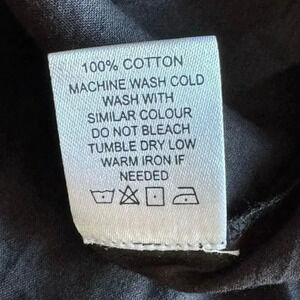 100% COTTON
MACHINE WASH COLD
WASH WITH
SIMILAR COLOUR
DO NOT BLEACH
TUMBLE DRY LOW
WARM IRON IF
NEEDED